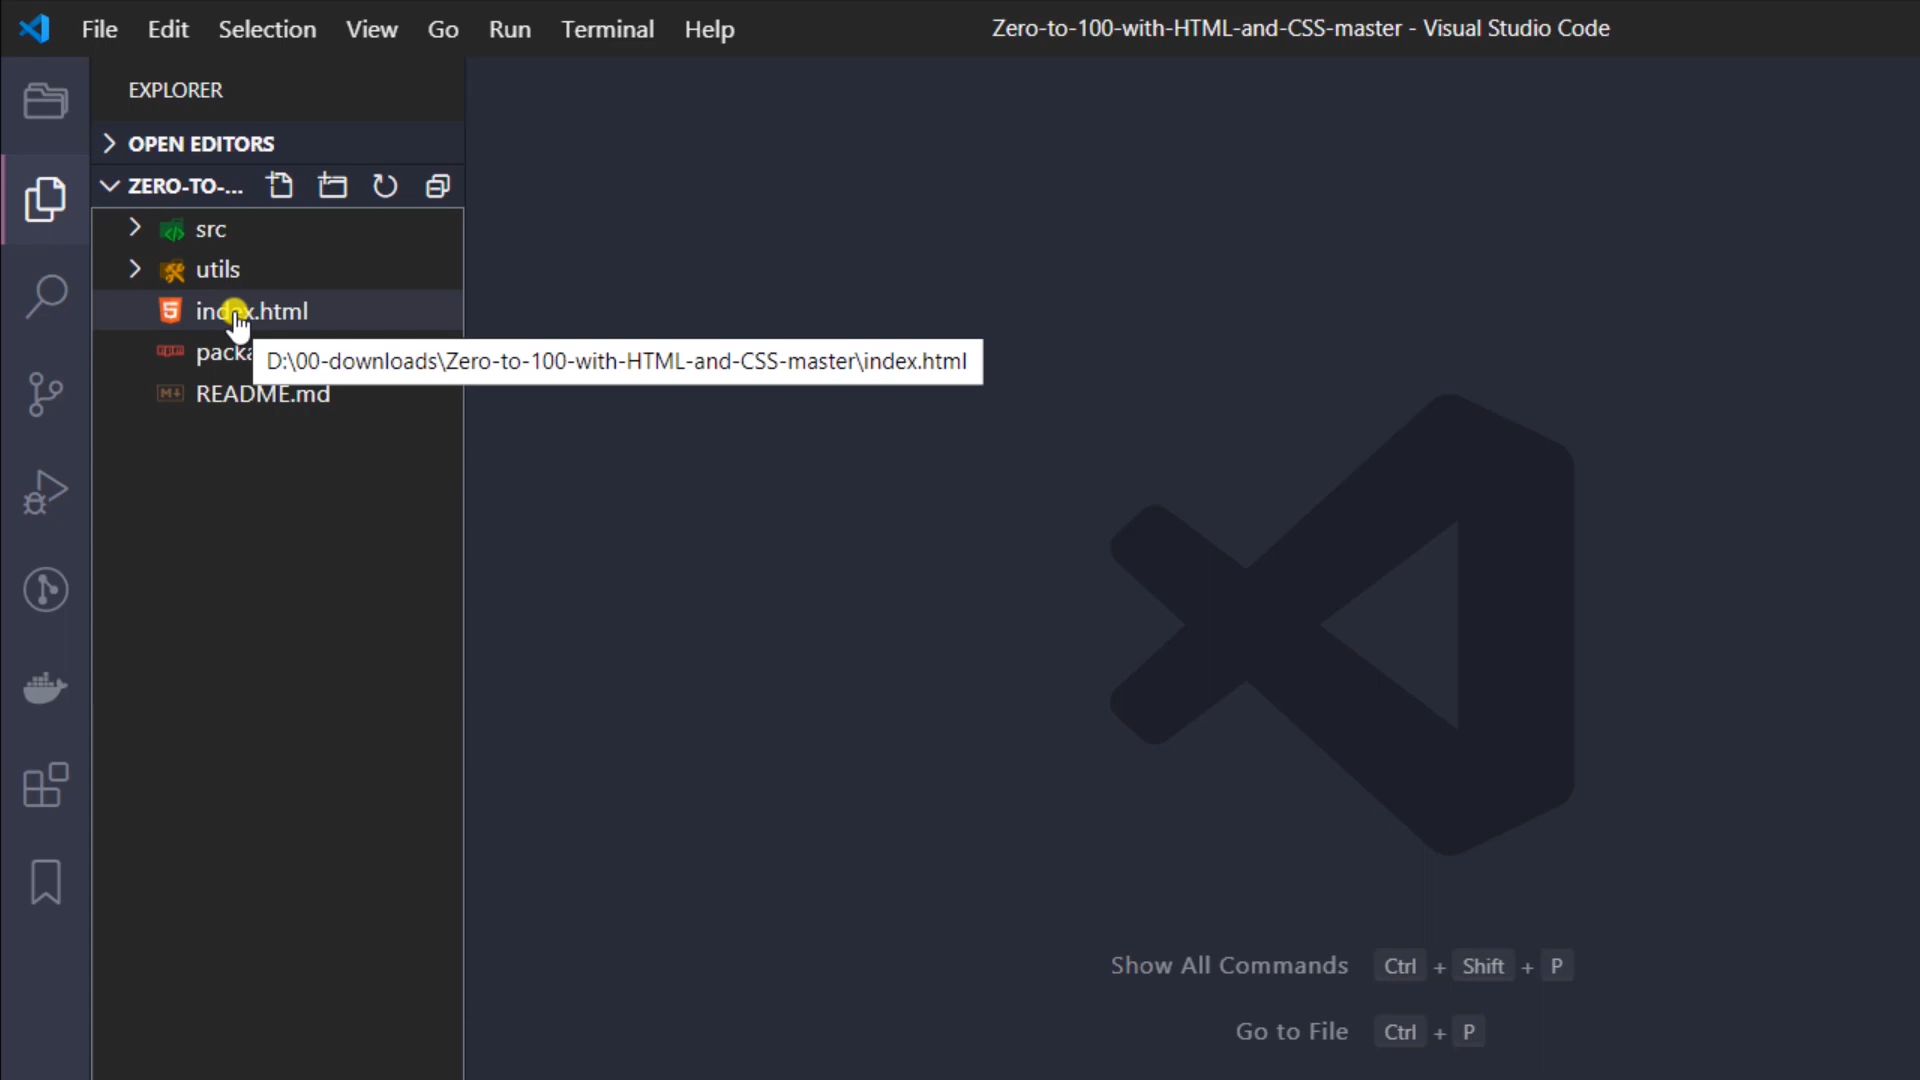 File Edit Selection View Go Run Terminal Help Zero-to-100-with-HTML-and-CSS-master - Visual Studio Code
EXPLORER
OPEN EDITORS
ZERO-TO-...
src
utils
index.html
packa
D:\00-downloads\Zero-to-100-with-HTML-and-CSS-master\index.html
README.md
Show All Commands Ctrl + Shift + P
Go to File Ctrl + P